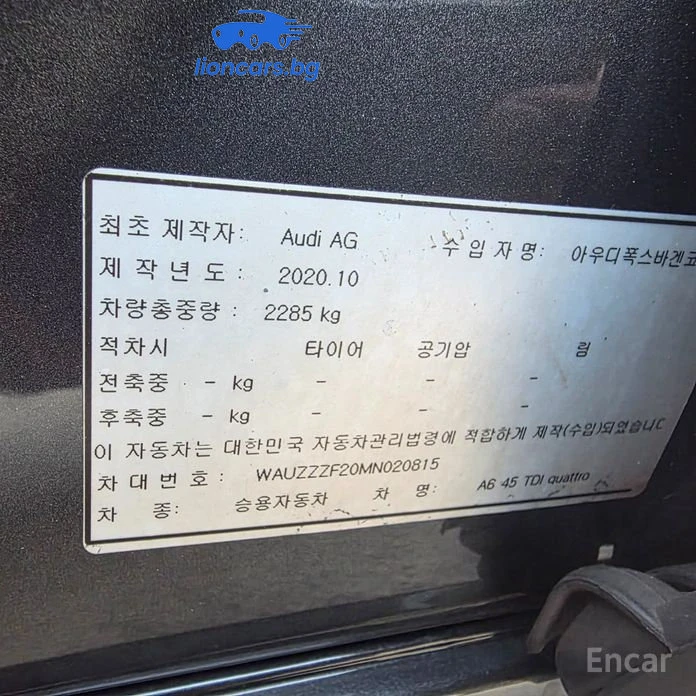 lioncars.bg
최초 제작자: Audi AG 수입자명: 아우디폭스바겐코
제작년도: 2020.10
차량총중량: 2285 kg
적차시 타이어 공기압 림
전축중 - kg - - -
후축중 - kg - - -
이 자동차는 대한민국 자동차관리법령에 적합하게 제작(수입)되었습니다
차대번호: WAUZZZF20MN020815
차종: 승용자동차 차명: A6 45 TDI quattro
Encar